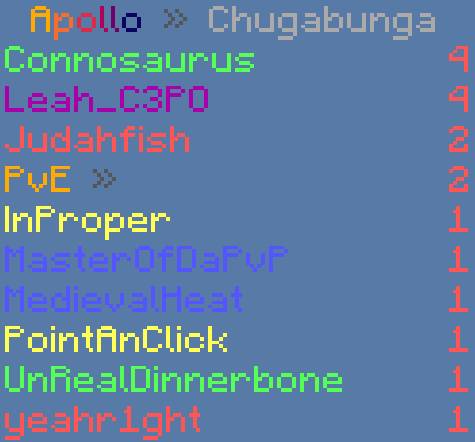 Apollo » Chugabunga
Connosaurus 4
Leah_C3PO 4
Judahfish 2
PvE » 2
InProper 1
MasterOfDaPvP 1
MedievalHeat 1
PointAnClick 1
UnRealDinnerbone 1
yeahr1ght 1